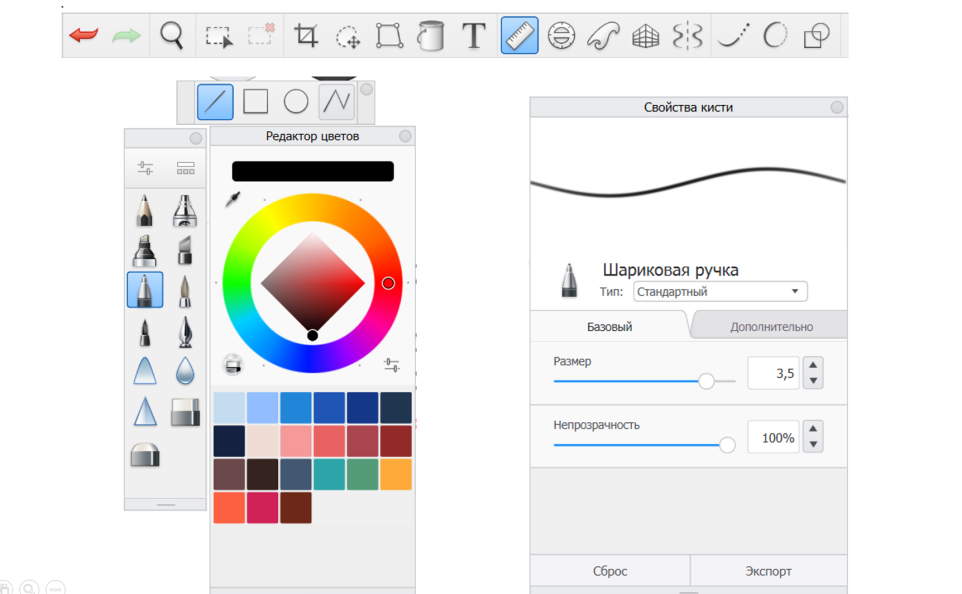 T
Редактор цветов
Свойства кисти
Шариковая ручка
Тип: Стандартный
Базовый
Дополнительно
Размер
3,5
Непрозрачность
100%
Сброс
Экспорт